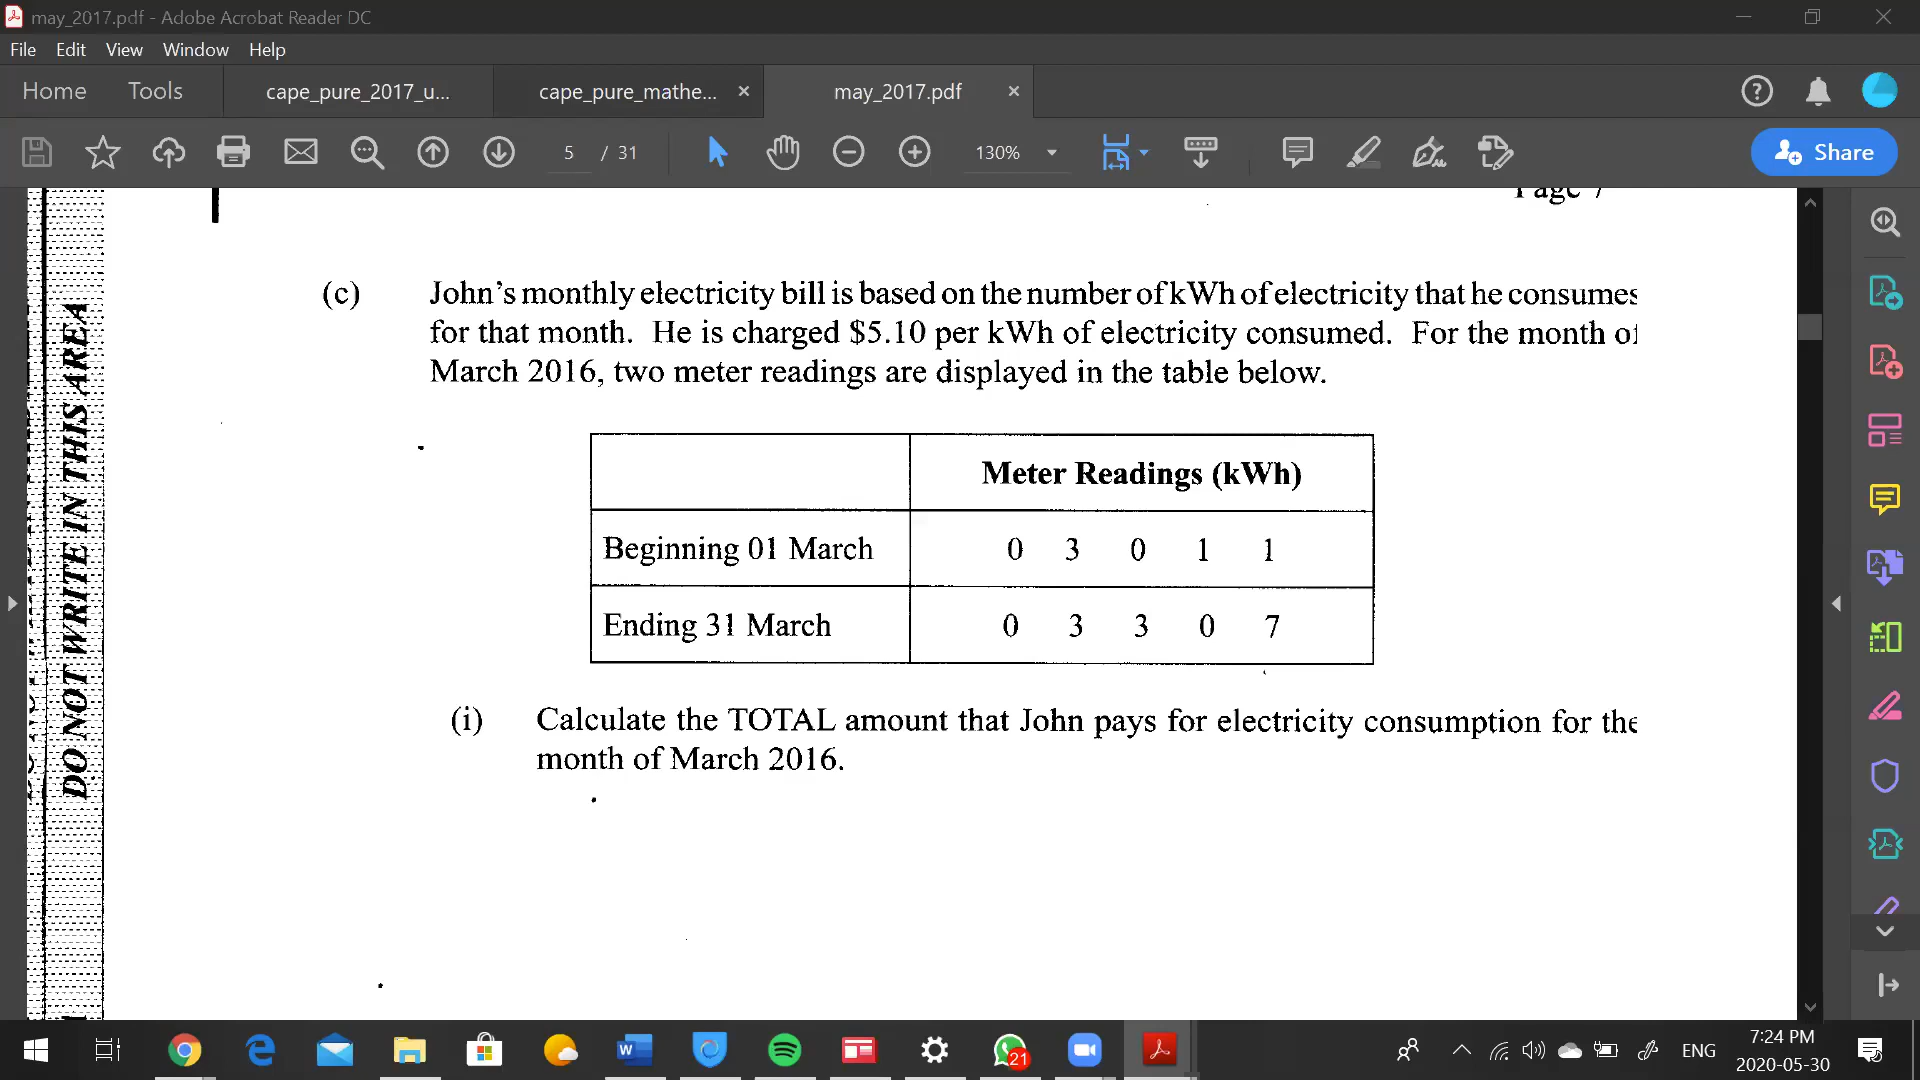 may_2017.pdf - Adobe Acrobat Reader DC
File Edit View Window Help
Home Tools cape_pure_2017_u... cape_pure_mathe... may_2017.pdf
5 / 31 130% Share
Page 7
DO NOT WRITE IN THIS AREA
(c) John's monthly electricity bill is based on the number of kWh of electricity that he consumes
for that month. He is charged $5.10 per kWh of electricity consumed. For the month of
March 2016, two meter readings are displayed in the table below.
Meter Readings (kWh)
Beginning 01 March 0 3 0 1 1
Ending 31 March 0 3 3 0 7
(i) Calculate the TOTAL amount that John pays for electricity consumption for the
month of March 2016.
21
ENG
7:24 PM
2020-05-30